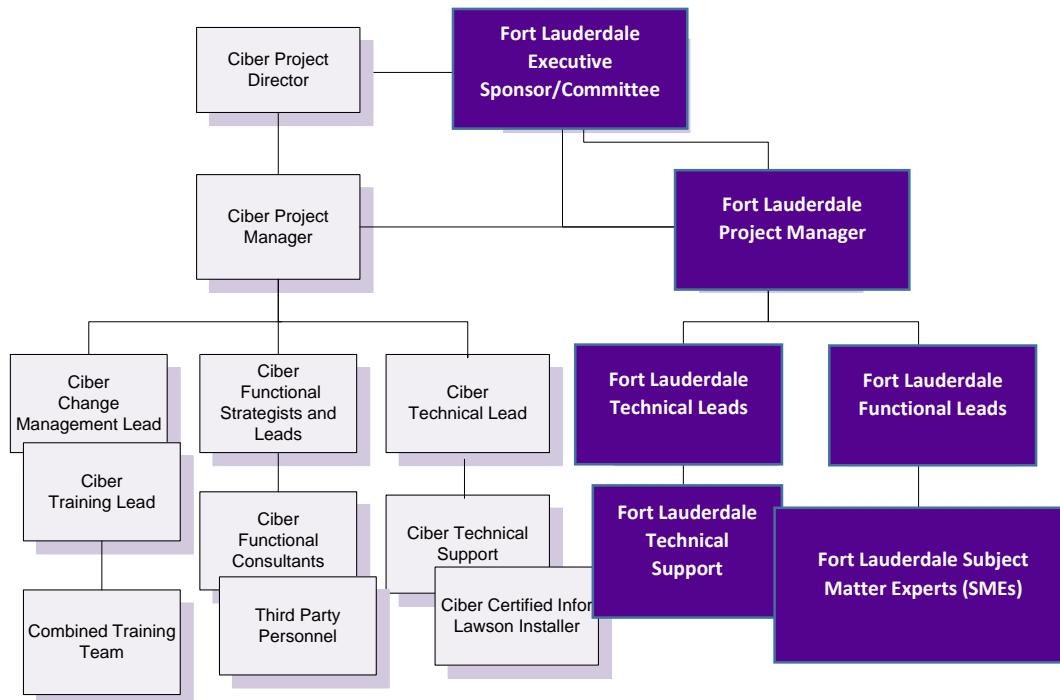 Ciber Project
Director
Fort Lauderdale
Executive
Sponsor/Committee
Ciber Project
Manager
Fort Lauderdale
Project Manager
Ciber
Change
Management Lead
Ciber
Functional
Strategists and
Leads
Ciber
Technical Lead
Fort Lauderdale
Technical Leads
Fort Lauderdale
Functional Leads
Ciber
Training Lead
Ciber
Functional
Consultants
Ciber Technical
Support
Fort Lauderdale
Technical
Support
Fort Lauderdale Subject
Matter Experts (SMEs)
Combined Training
Team
Third Party
Personnel
Ciber Certified Infor
Lawson Installer